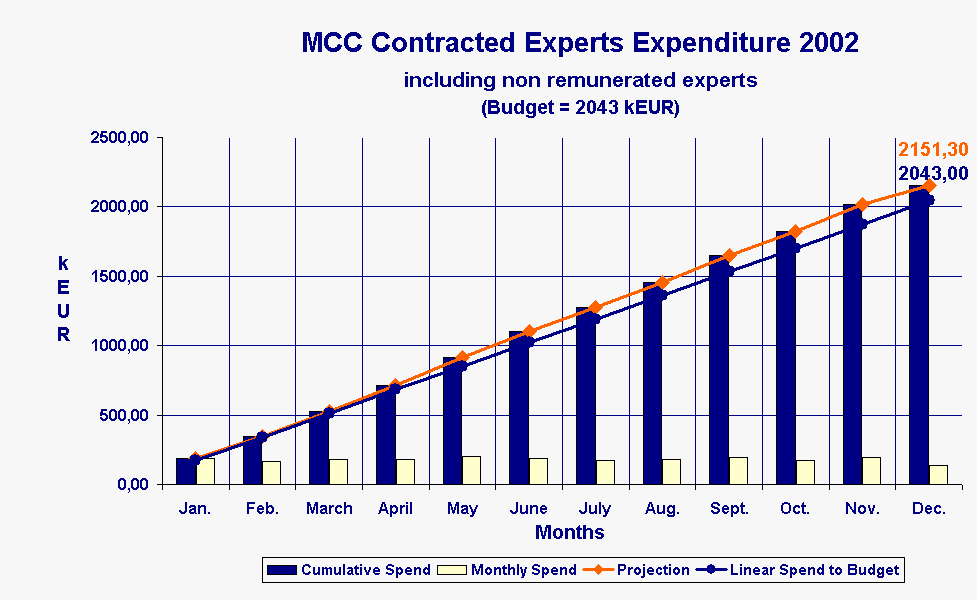 MCC Contracted Experts Expenditure 2002
including non remunerated experts
(Budget = 2043 kEUR)
2500,00
2151,30
2043,00
2000,00
k
E
U
R
1500,00
1000,00
500,00
0,00
Jan. Feb. March April May June July Aug. Sept. Oct. Nov. Dec.
Months
Cumulative Spend Monthly Spend Projection Linear Spend to Budget